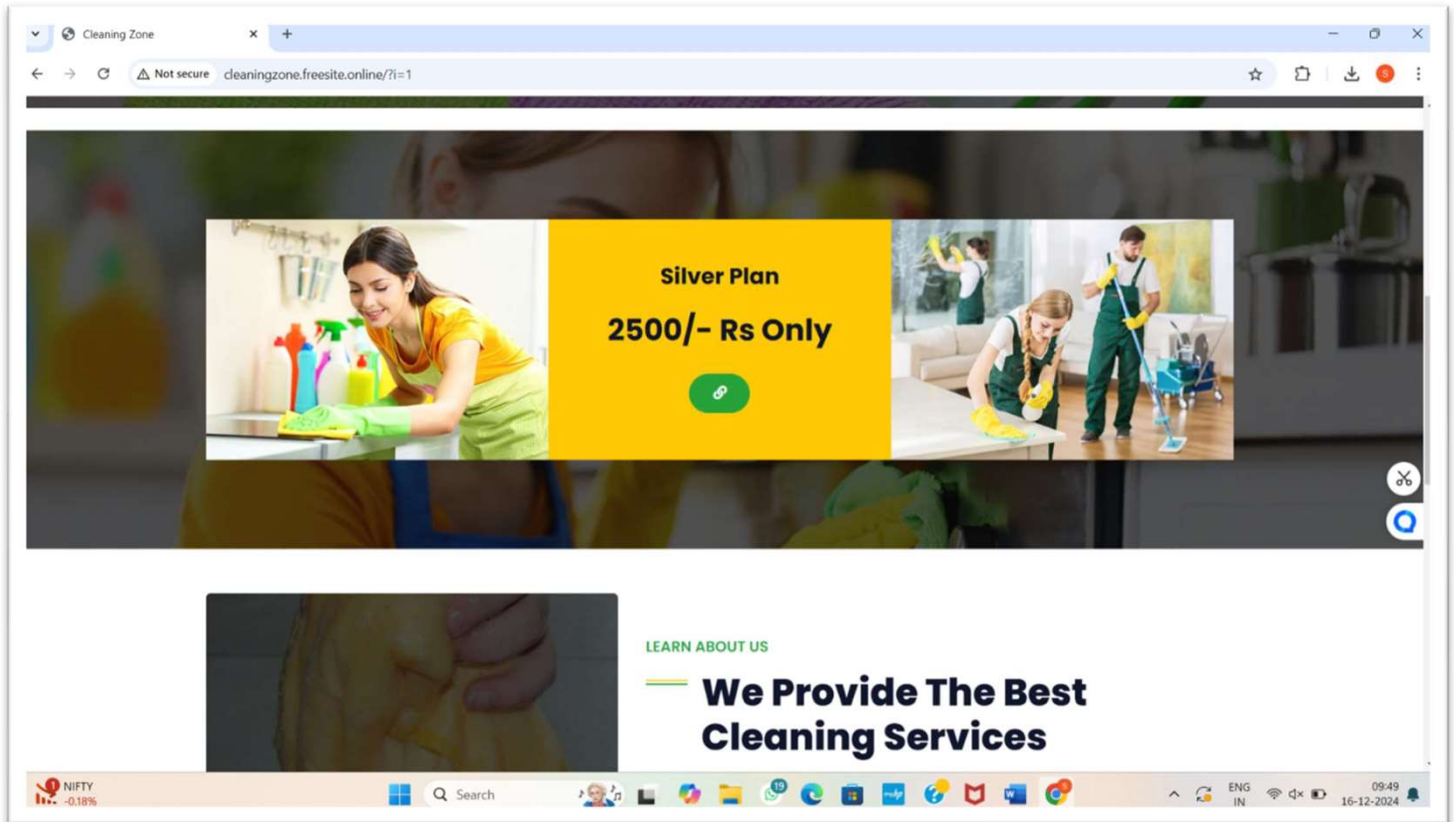 Cleaning Zone
Not secure cleaningzone.freesite.online/?i=1
S
Silver Plan
2500/- Rs Only
LEARN ABOUT US
We Provide The Best
Cleaning Services
1
NIFTY
-0.18%
Search
19
ENG
IN
09:49
16-12-2024